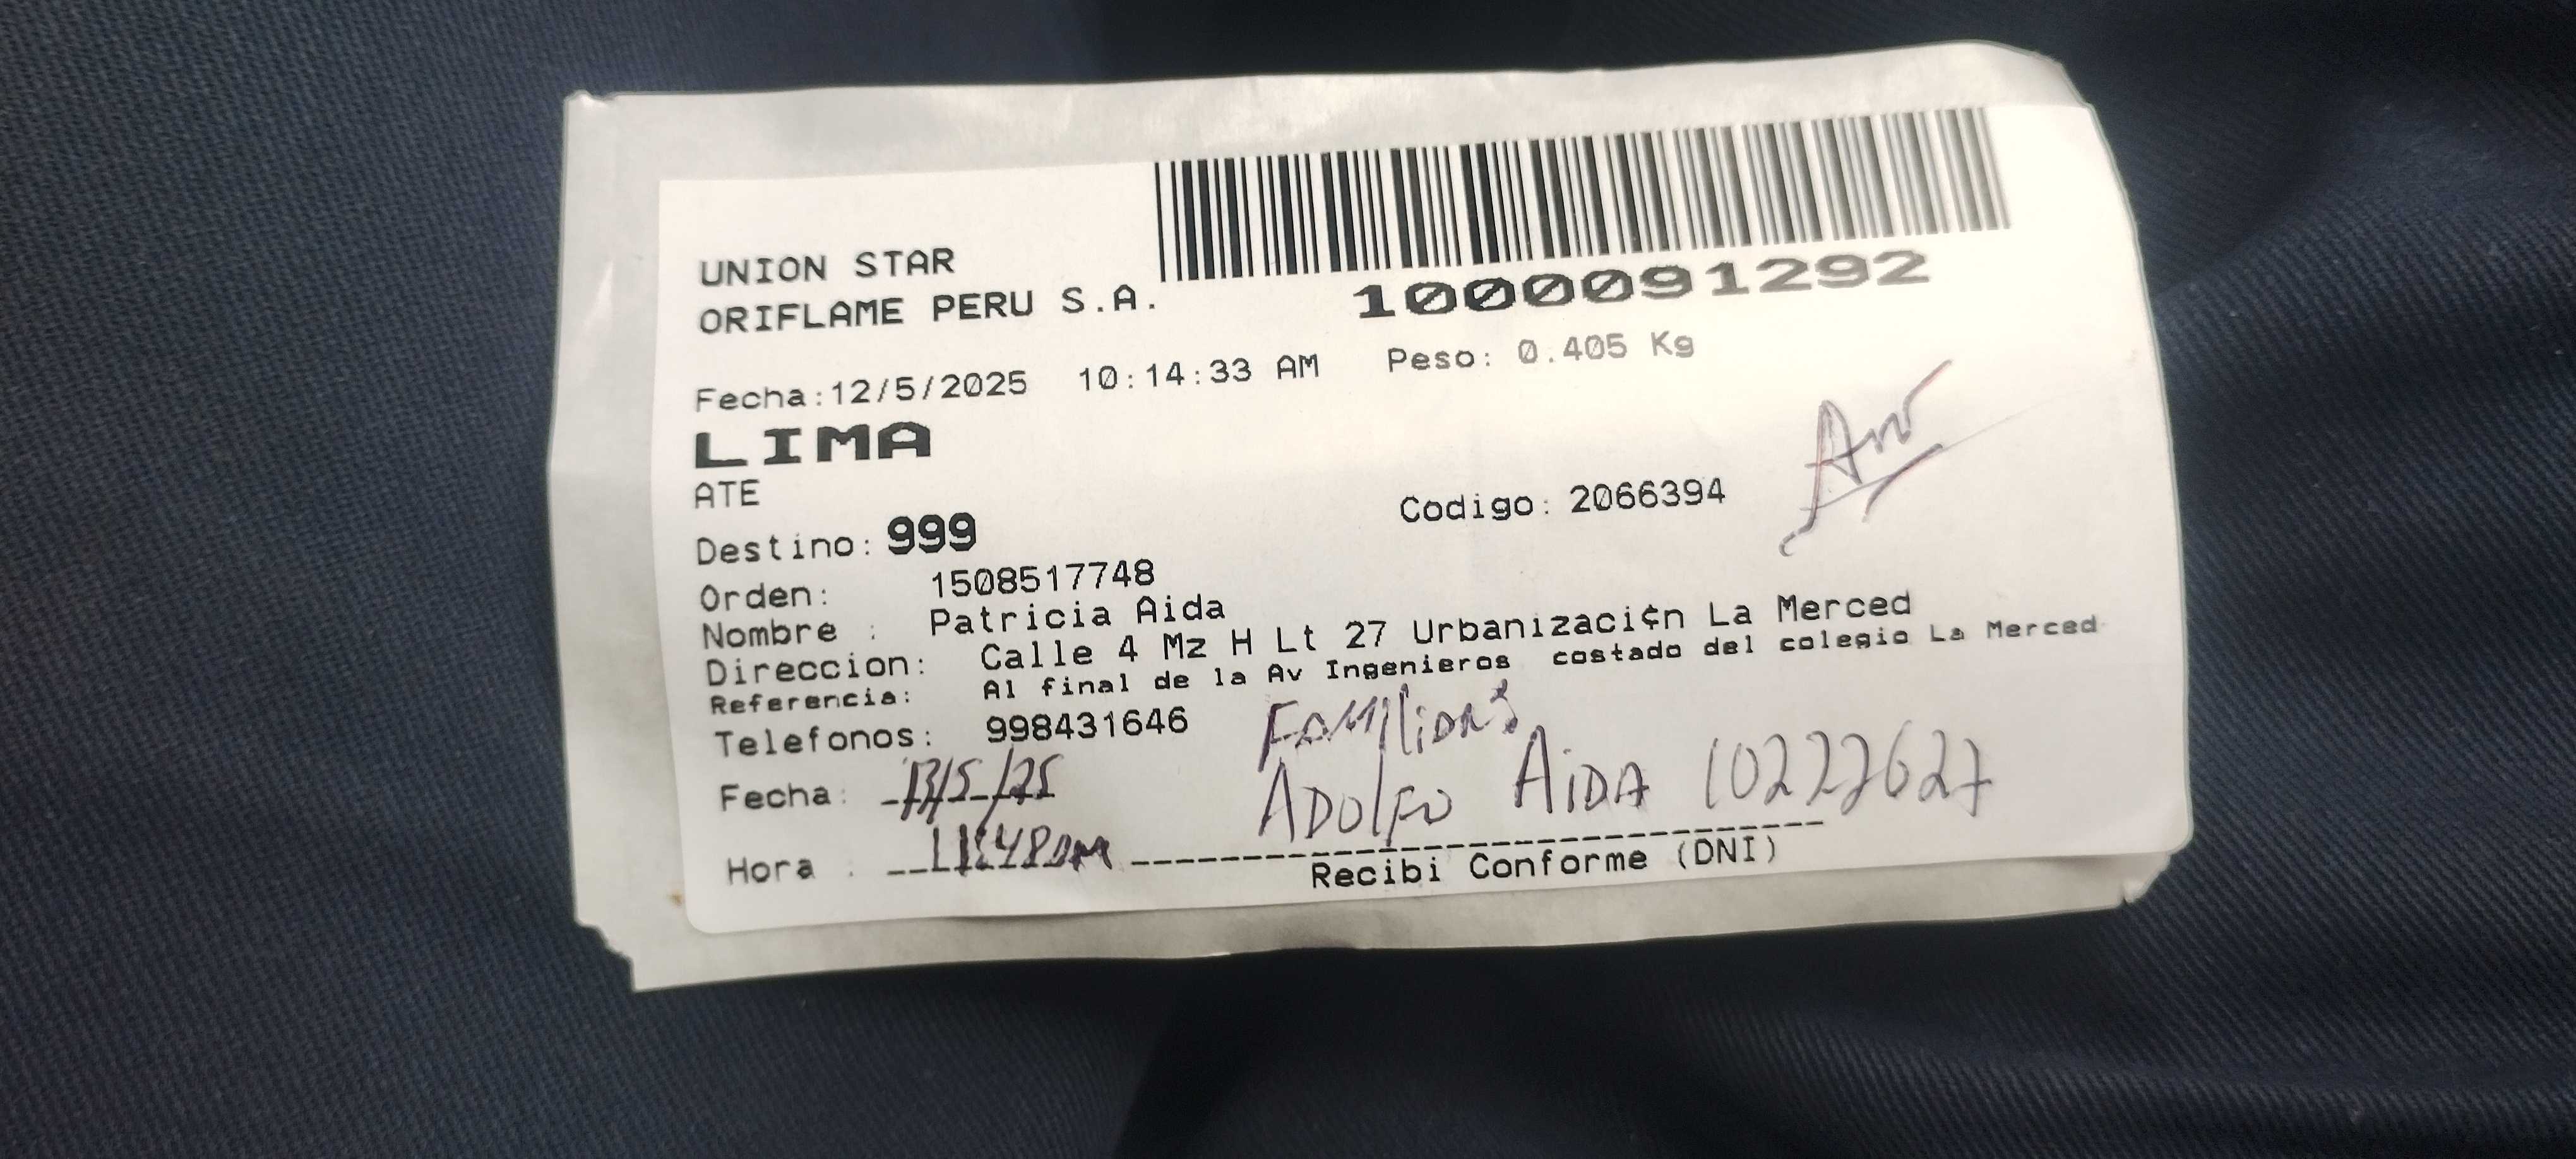 UNION STAR
ORIFLAME PERU S.A.
1000091292
Fecha:12/5/2025 10:14:33 AM Peso: 0.405 Kg
LIMA
ATE
Codigo: 2066394
Destino: 999
Orden: 1508517748
Nombre : Patricia Aida
Direccion: Calle 4 Mz H Lt 27 Urbanizaci¢n La Merced
Referencia: Al final de la Av Ingenieros costado del colegio La Merced
Telefonos: 998431646
Fecha: 13/5/25
ADOLFO AIDA 10227627
Hora :
Recibi Conforme (DNI)